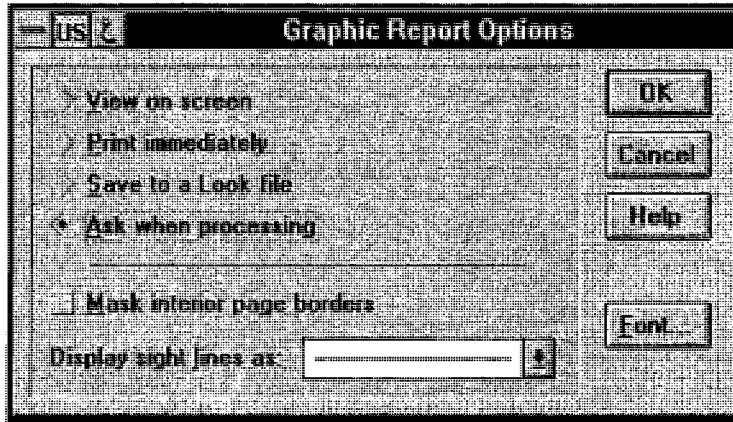 US خ Graphic Report Options
View on screen
Print immediately
Save to a Look file
Ask when processing
Mask interior page borders
Display sight lines as:
OK
Cancel
Help
Font...